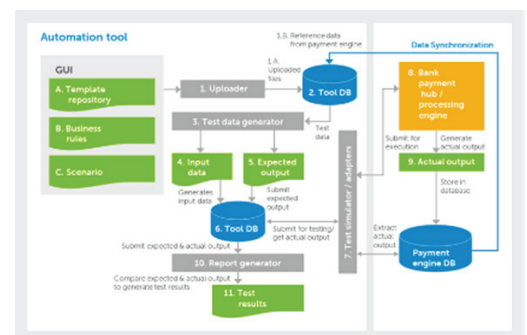 Automation tool
1.B. Reference data
from payment engine
Data Synchronization
GUI
A. Template
repository
B. Business
rules
C. Scenario
1. Uploader
1.A.
Uploaded
files
2. Tool DB
3. Test data generator
Test
data
4. Input
data
5. Expected
output
Generates
input data
Submit
expected
output
6. Tool DB
Submit for testing/
get actual output
7. Test simulator / adapters
8. Bank
payment
hub /
processing
engine
Submit for
execution
Generate
actual output
9. Actual output
Store in
database
Extract
actual
output
Payment
engine DB
Submit expected & actual output
10. Report generator
Compare expected & actual output
to generate test results
11. Test
results